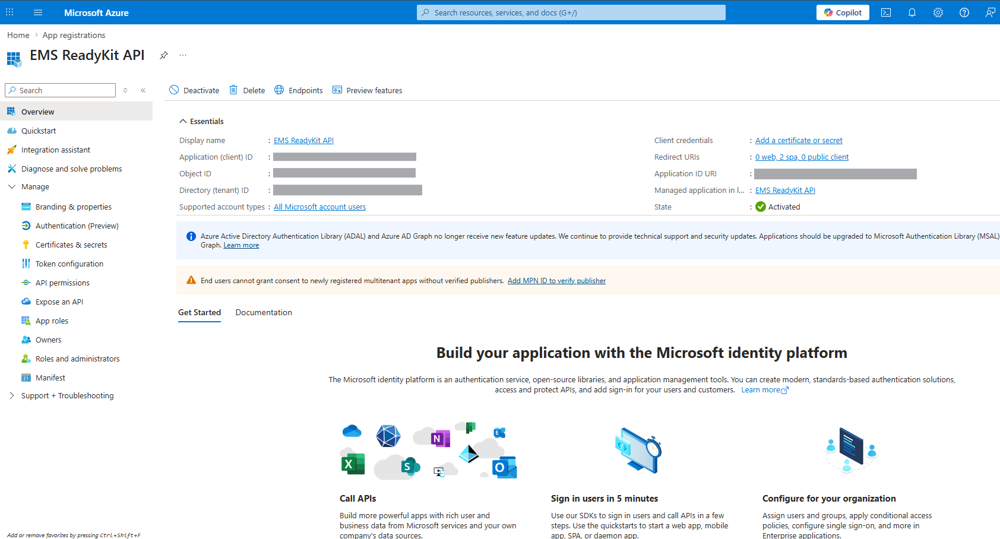 Microsoft Azure
Search resources, services, and docs (G+/)
Copilot
Home > App registrations
EMS ReadyKit API
...
Search
Overview
Quickstart
Integration assistant
Diagnose and solve problems
Manage
Branding & properties
Authentication (Preview)
Certificates & secrets
Token configuration
API permissions
Expose an API
App roles
Owners
Roles and administrators
Manifest
Support + Troubleshooting
Add or remove favorites by pressing Ctrl+Shift+F
Deactivate
Delete
Endpoints
Preview features
Essentials
Display name : EMS ReadyKit API
Application (client) ID :
Object ID :
Directory (tenant) ID :
Supported account types : All Microsoft account users
Client credentials : Add a certificate or secret
Redirect URIs : 0 web, 2 spa, 0 public client
Application ID URI :
Managed application in l... : EMS ReadyKit API
State : Activated
Azure Active Directory Authentication Library (ADAL) and Azure AD Graph no longer receive new feature updates. We continue to provide technical support and security updates. Applications should be upgraded to Microsoft Authentication Library (MSAL)
Graph. Learn more
End users cannot grant consent to newly registered multitenant apps without verified publishers. Add MPN ID to verify publisher
Get Started
Documentation
Build your application with the Microsoft identity platform
The Microsoft identity platform is an authentication service, open-source libraries, and application management tools. You can create modern, standards-based authentication solutions,
access and protect APIs, and add sign-in for your users and customers. Learn more
N
E
X
S
O
Call APIs
Build more powerful apps with rich user and
business data from Microsoft services and your own
company's data sources.
Sign in users in 5 minutes
Use our SDKs to sign in users and call APIs in a few
steps. Use the quickstarts to start a web app, mobile
app, SPA, or daemon app.
Configure for your organization
Assign users and groups, apply conditional access
policies, configure single sign-on, and more in
Enterprise applications.